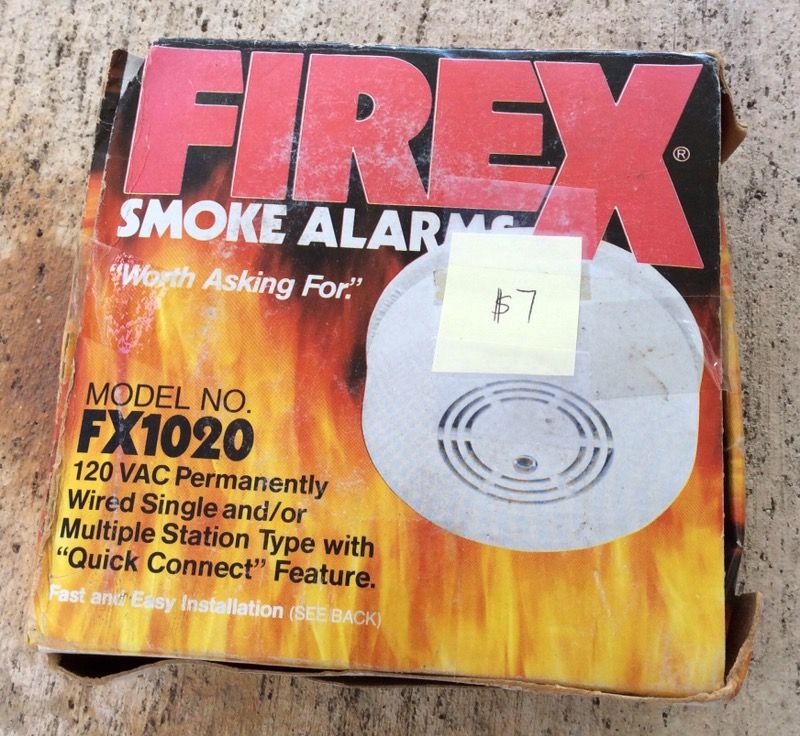 FIREX®
SMOKE ALARMS
"Worth Asking For."
$7
MODEL NO.
FX1020
120 VAC Permanently
Wired Single and/or
Multiple Station Type with
"Quick Connect" Feature.
Fast and Easy Installation (SEE BACK)